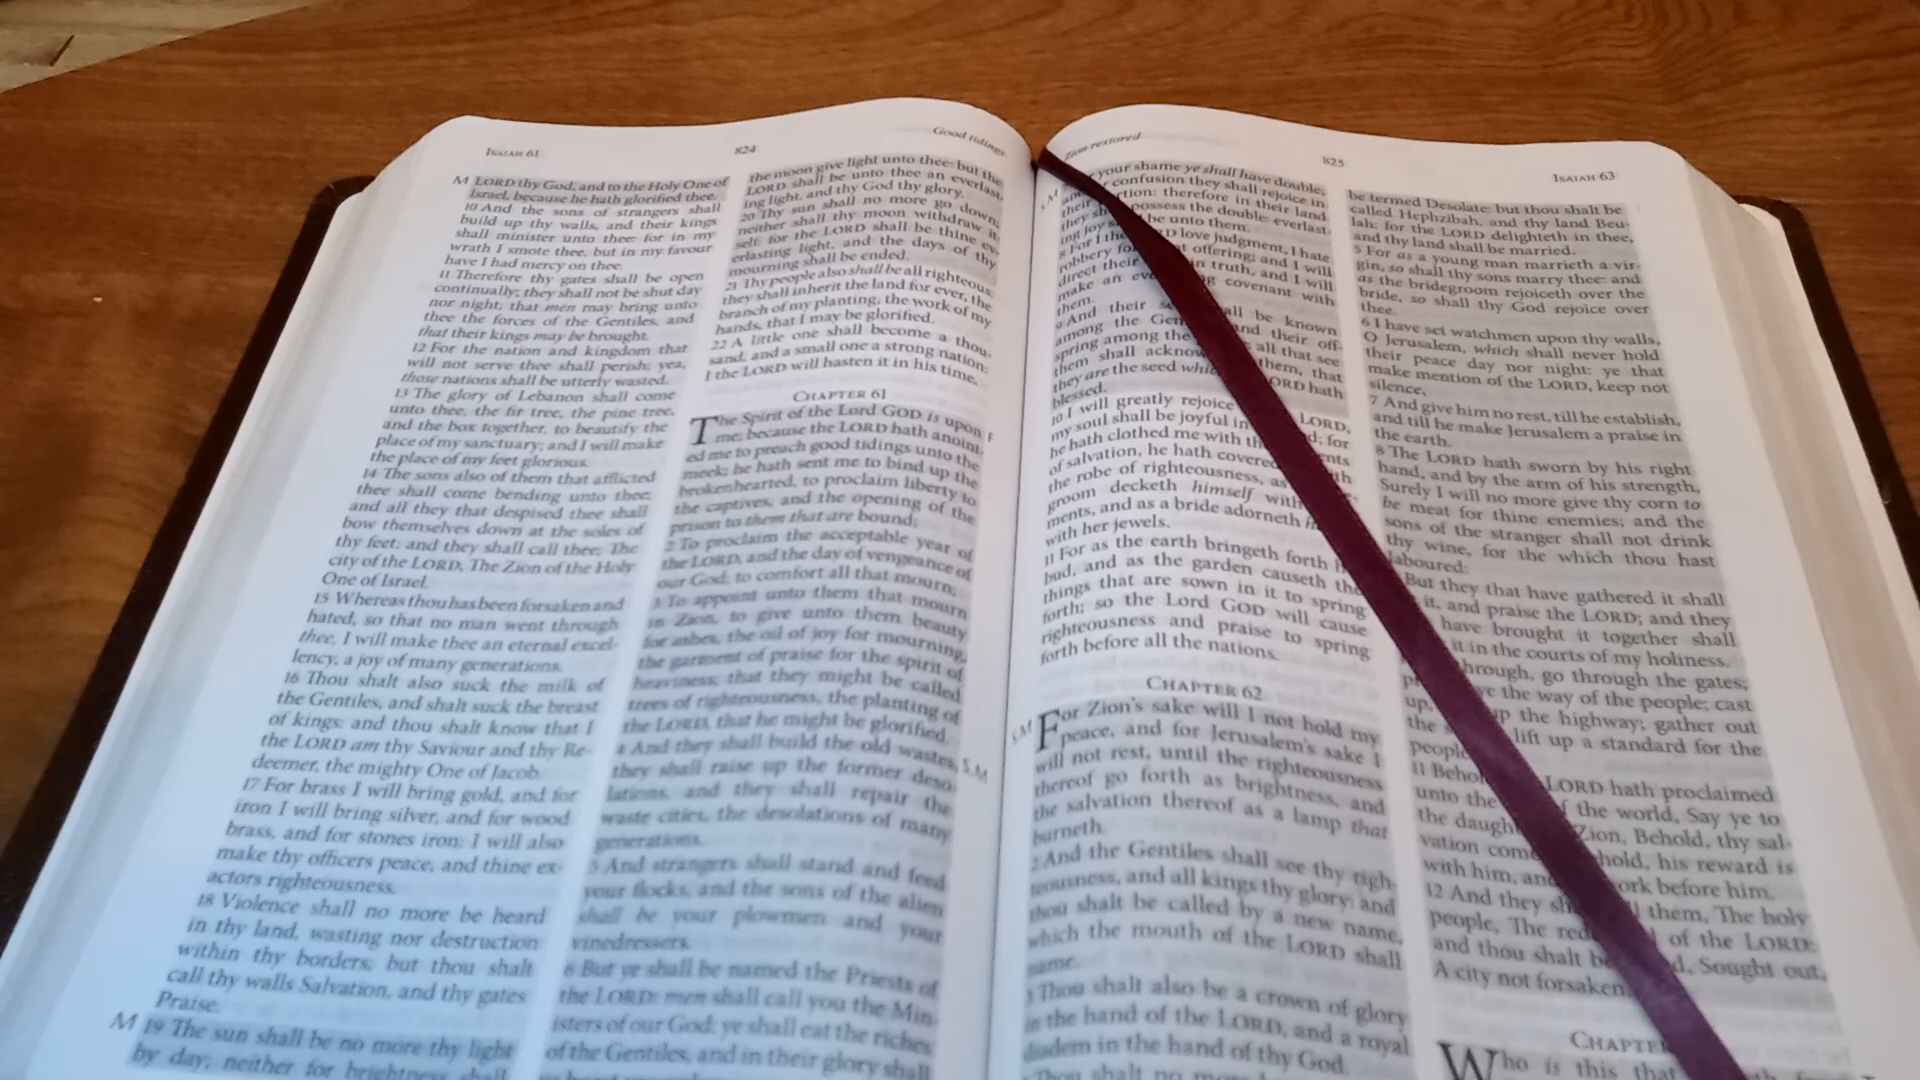 ISAIAH 61
824
Good tidings
M LORD thy God, and to the Holy One of
Israel, because he hath glorified thee.
10 And the sons of strangers shall
build up thy walls, and their kings
shall minister unto thee: for in my
wrath I smote thee, but in my favour
have I had mercy on thee.
11 Therefore thy gates shall be open
continually; they shall not be shut day
nor night; that men may bring unto
thee the forces of the Gentiles, and
that their kings may be brought.
12 For the nation and kingdom that
will not serve thee shall perish; yea,
those nations shall be utterly wasted.
13 The glory of Lebanon shall come
unto thee, the fir tree, the pine tree,
and the box together, to beautify the
place of my sanctuary; and I will make
the place of my feet glorious.
14 The sons also of them that afflicted
thee shall come bending unto thee;
and all they that despised thee shall
bow themselves down at the soles of
thy feet; and they shall call thee; The
city of the LORD, The Zion of the Holy
One of Israel.
15 Whereas thou has been forsaken and
hated, so that no man went through
thee, I will make thee an eternal excel-
lency, a joy of many generations.
16 Thou shalt also suck the milk of
the Gentiles, and shalt suck the breast
of kings: and thou shalt know that I
the LORD am thy Saviour and thy Re-
deemer, the mighty One of Jacob.
17 For brass I will bring gold, and for
iron I will bring silver, and for wood
brass, and for stones iron: I will also
make thy officers peace, and thine ex-
actors righteousness.
18 Violence shall no more be heard
in thy land, wasting nor destruction
within thy borders; but thou shalt
call thy walls Salvation, and thy gates
Praise.
M 19 The sun shall be no more thy light
by day; neither for brightness shall
the moon give light unto thee: but the
LORD shall be unto thee an everlast-
ing light, and thy God thy glory.
20 Thy sun shall no more go down;
neither shall thy moon withdraw it-
self: for the LORD shall be thine ev-
erlasting light, and the days of thy
mourning shall be ended.
21 Thy people also shall be all righteous:
they shall inherit the land for ever, the
branch of my planting, the work of my
hands, that I may be glorified.
22 A little one shall become a thou-
sand, and a small one a strong nation:
I the LORD will hasten it in his time.
CHAPTER 61
The Spirit of the Lord GOD is upon
me; because the LORD hath anoint-
ed me to preach good tidings unto the
meek; he hath sent me to bind up the
brokenhearted, to proclaim liberty to
the captives, and the opening of the
prison to them that are bound;
2 To proclaim the acceptable year of
the LORD, and the day of vengeance of
our God; to comfort all that mourn;
3 To appoint unto them that mourn
in Zion, to give unto them beauty
for ashes, the oil of joy for mourning,
the garment of praise for the spirit of
heaviness; that they might be called
trees of righteousness, the planting of
the LORD, that he might be glorified.
4 And they shall build the old wastes, S,M
they shall raise up the former deso-
lations, and they shall repair the
waste cities, the desolations of many
generations.
5 And strangers shall stand and feed
your flocks, and the sons of the alien
shall be your plowmen and your
vinedressers.
6 But ye shall be named the Priests of
the LORD: men shall call you the Min-
isters of our God: ye shall eat the riches
of the Gentiles, and in their glory shall
Zion restored
825
ISAIAH 63
your shame ye shall have double;
confusion they shall rejoice in
their rtion: therefore in their land
they sh possess the double: everlast-
ing joy be unto them.
8 For I the D love judgment, I hate
robbery fo t offering; and I will
direct their in truth, and I will
make an eve g covenant with
them.
9 And their se all be known
among the Gen and their off-
spring among the all that see
them shall acknow them, that
they are the seed whic ORD hath
blessed.
10 I will greatly rejoice LORD,
my soul shall be joyful in d; for
he hath clothed me with th ents
of salvation, he hath covered th
the robe of righteousness, as e-
groom decketh himself with
ments, and as a bride adorneth h
with her jewels.
11 For as the earth bringeth forth h
bud, and as the garden causeth the
things that are sown in it to spring
forth; so the Lord GOD will cause
righteousness and praise to spring
forth before all the nations.
CHAPTER 62
S,M For Zion's sake will I not hold my
peace, and for Jerusalem's sake I
will not rest, until the righteousness
thereof go forth as brightness, and
the salvation thereof as a lamp that
burneth.
2 And the Gentiles shall see thy righ-
teousness, and all kings thy glory: and
thou shalt be called by a new name,
which the mouth of the LORD shall
name.
3 Thou shalt also be a crown of glory
in the hand of the LORD, and a royal
diadem in the hand of thy God.
Thou shalt no more
be termed Desolate: but thou shalt be
called Hephzibah, and thy land Beu-
lah: for the LORD delighteth in thee,
and thy land shall be married.
5 For as a young man marrieth a vir-
gin, so shall thy sons marry thee: and
as the bridegroom rejoiceth over the
bride, so shall thy God rejoice over
thee.
6 I have set watchmen upon thy walls,
O Jerusalem, which shall never hold
their peace day nor night: ye that
make mention of the LORD, keep not
silence,
7 And give him no rest, till he establish,
and till he make Jerusalem a praise in
the earth.
8 The LORD hath sworn by his right
hand, and by the arm of his strength,
Surely I will no more give thy corn to
be meat for thine enemies; and the
sons of the stranger shall not drink
thy wine, for the which thou hast
laboured:
But they that have gathered it shall
it, and praise the LORD; and they
have brought it together shall
it in the courts of my holiness.
hrough, go through the gates;
the way of the people; cast
up, up the highway; gather out
the lift up a standard for the
people
11 Behol LORD hath proclaimed
unto the f the world, Say ye to
the daught Zion, Behold, thy sal-
vation come hold, his reward is
with him, and ork before him.
12 And they sh l them, The holy
people, The red of the LORD:
and thou shalt be d, Sought out,
A city not forsaken.
CHAPTE
Who is this that